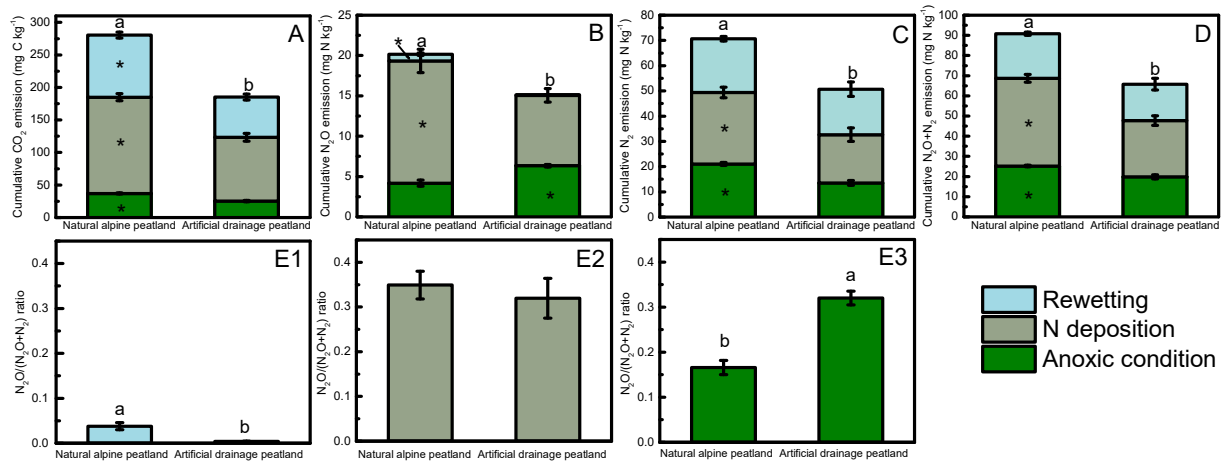 A
Cumulative CO₂ emission (mg C kg⁻¹)
300
250
200
150
100
50
0
a
b
*
*
*
Natural alpine peatland
Artificial drainage peatland
B
Cumulative N₂O emission (mg N kg⁻¹)
25
20
15
10
5
0
a
b
*
*
*
Natural alpine peatland
Artificial drainage peatland
C
Cumulative N₂ emission (mg N kg⁻¹)
80
70
60
50
40
30
20
10
0
a
b
*
*
Natural alpine peatland
Artificial drainage peatland
D
Cumulative N₂O+N₂ emission (mg N kg⁻¹)
100
90
80
70
60
50
40
30
20
10
0
a
b
*
*
Natural alpine peatland
Artificial drainage peatland
E1
N₂O/(N₂O+N₂) ratio
0.4
0.3
0.2
0.1
0.0
a
b
Natural alpine peatland
Artificial drainage peatland
E2
N₂O/(N₂O+N₂) ratio
0.4
0.3
0.2
0.1
0.0
Natural alpine peatland
Artificial drainage peatland
E3
N₂O/(N₂O+N₂) ratio
0.4
0.3
0.2
0.1
0.0
b
a
Natural alpine peatland
Artificial drainage peatland
Rewetting
N deposition
Anoxic condition